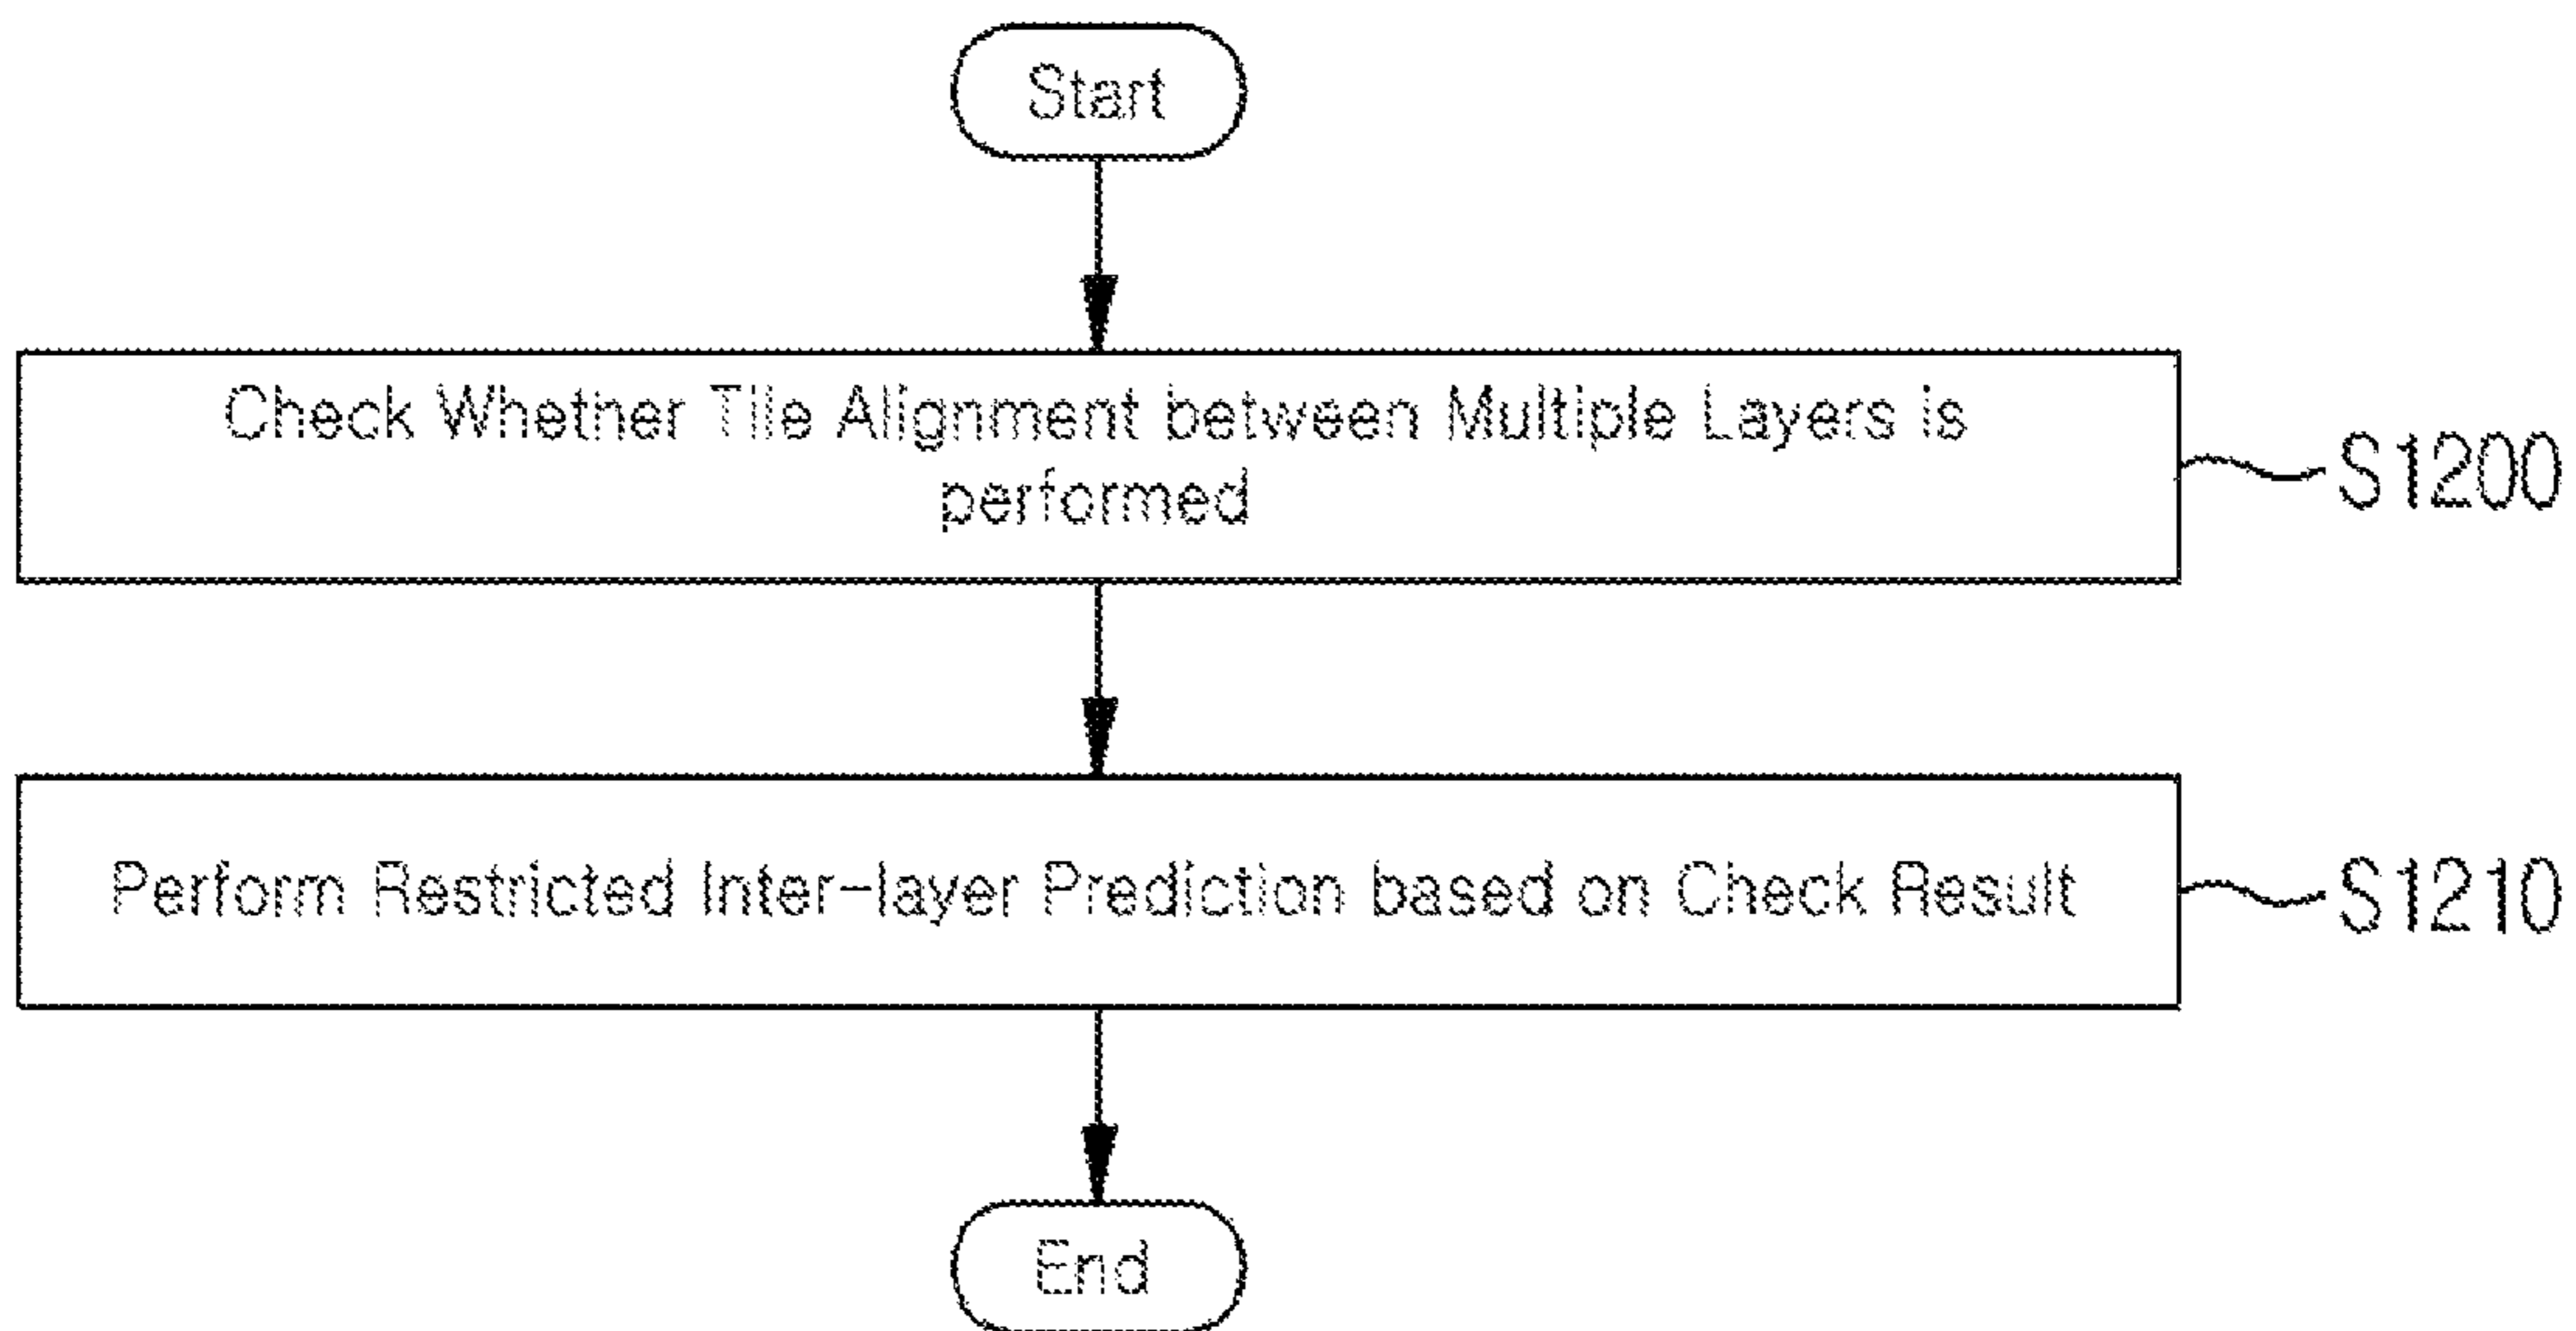 Start
Check Whether Tile Alignment between Multiple Layers is
performed
S1200
Perform Restricted Inter-layer Prediction based on Check Result
S1210
End